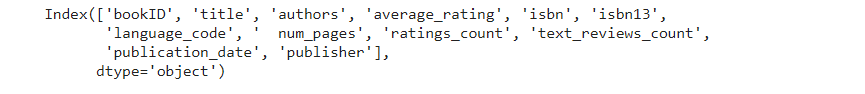 Index(['bookID', 'title', 'authors', 'average_rating', 'isbn', 'isbn13',
'language_code', '  num_pages', 'ratings_count', 'text_reviews_count',
'publication_date', 'publisher'],
dtype='object')